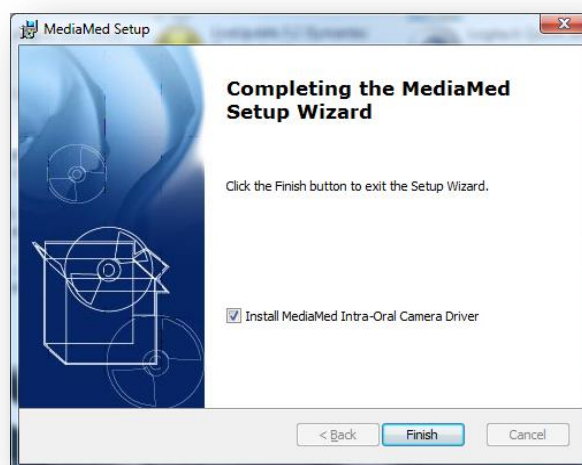 MediaMed Setup
Completing the MediaMed
Setup Wizard
Click the Finish button to exit the Setup Wizard.
Install MediaMed Intra-Oral Camera Driver
< Back
Finish
Cancel